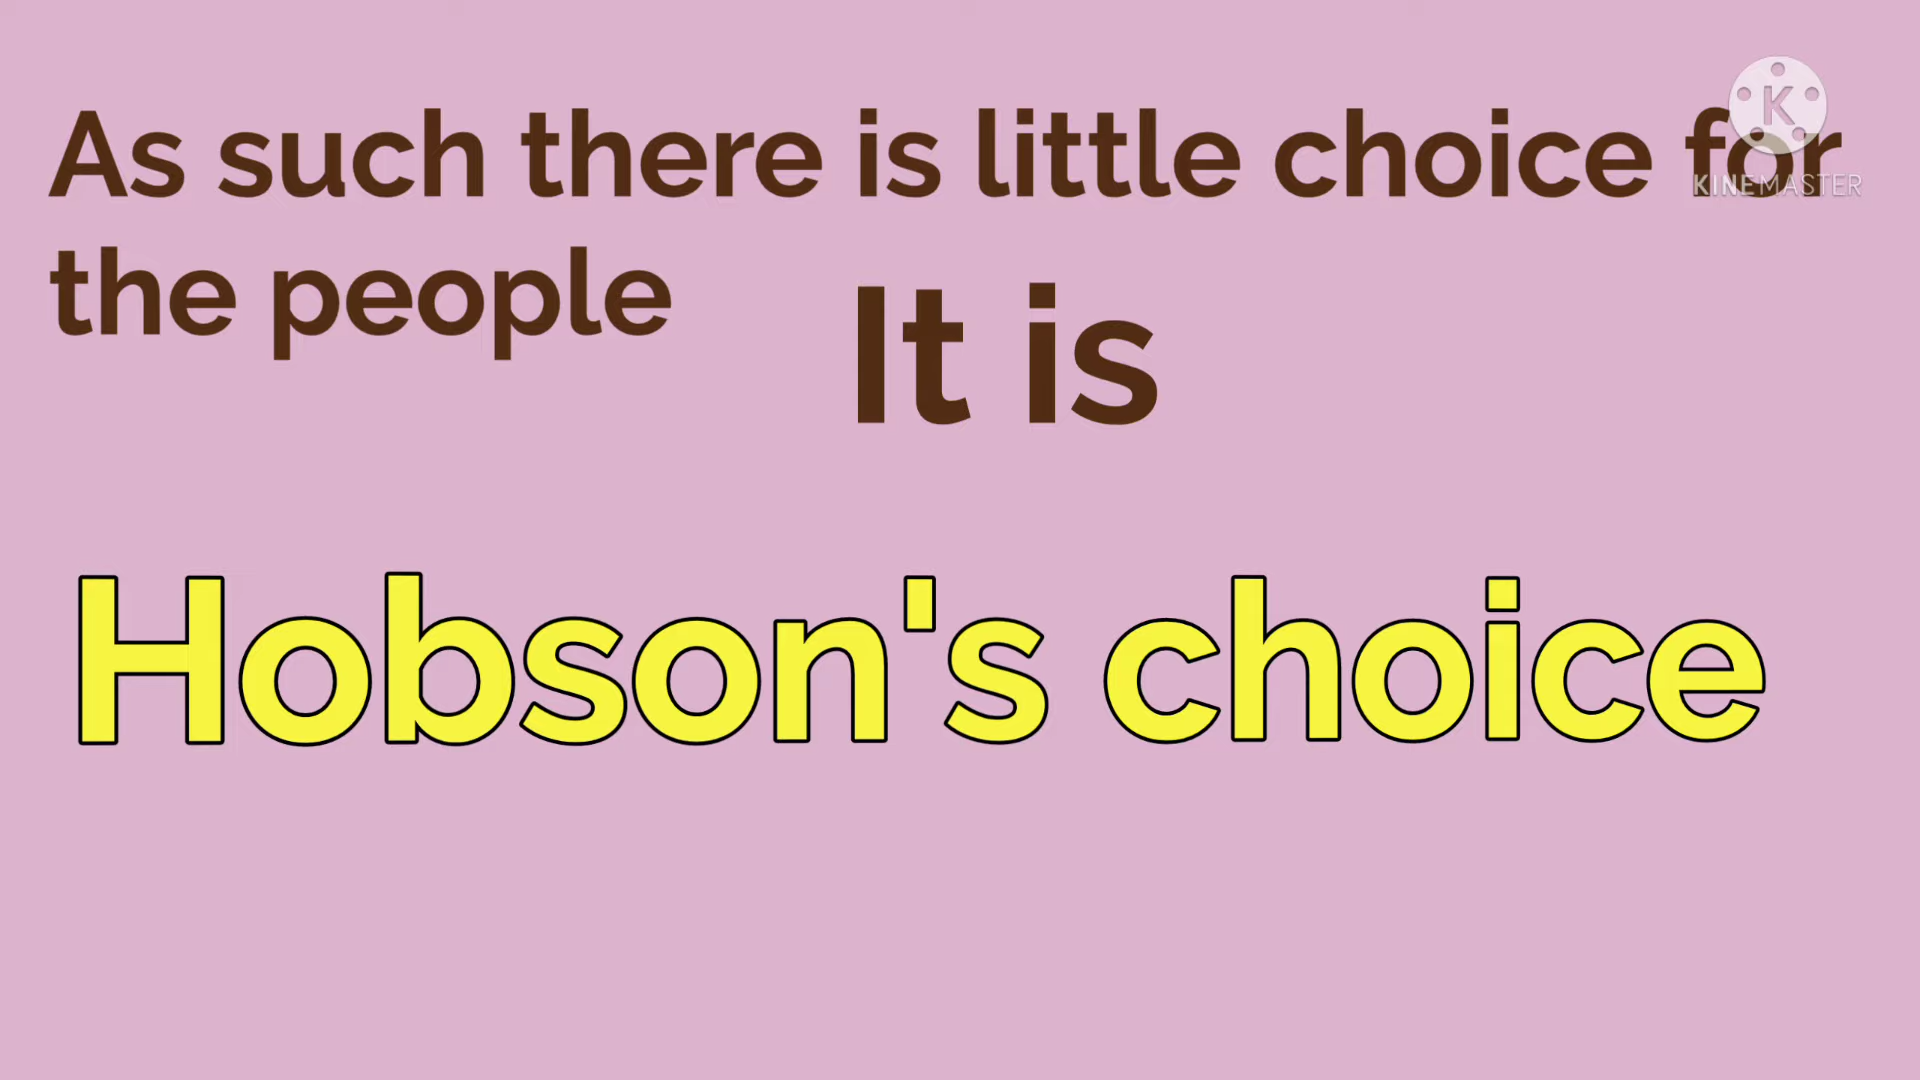 As such there is little choice for
the people
It is
Hobson's choice
K
KINEMASTER